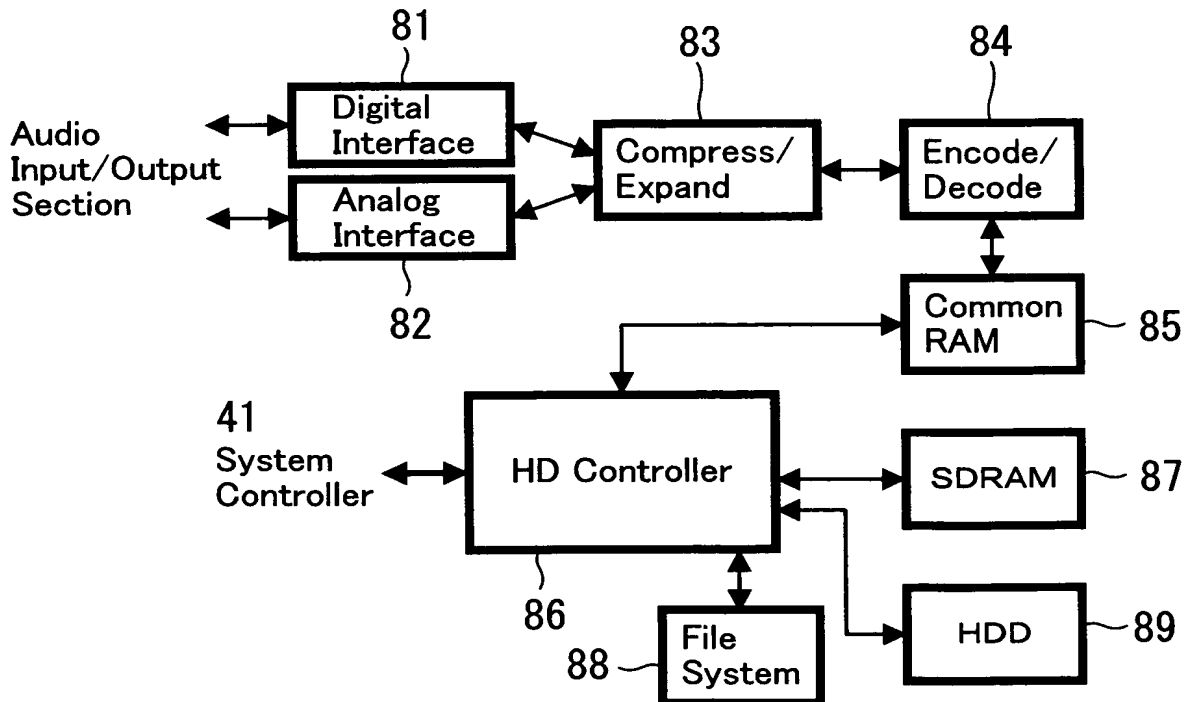 81
83
84
Audio
Input/Output
Section
Digital
Interface
Analog
Interface
Compress/
Expand
Encode/
Decode
82
Common
RAM
85
41
System
Controller
HD Controller
SDRAM
87
86
88
File
System
HDD
89